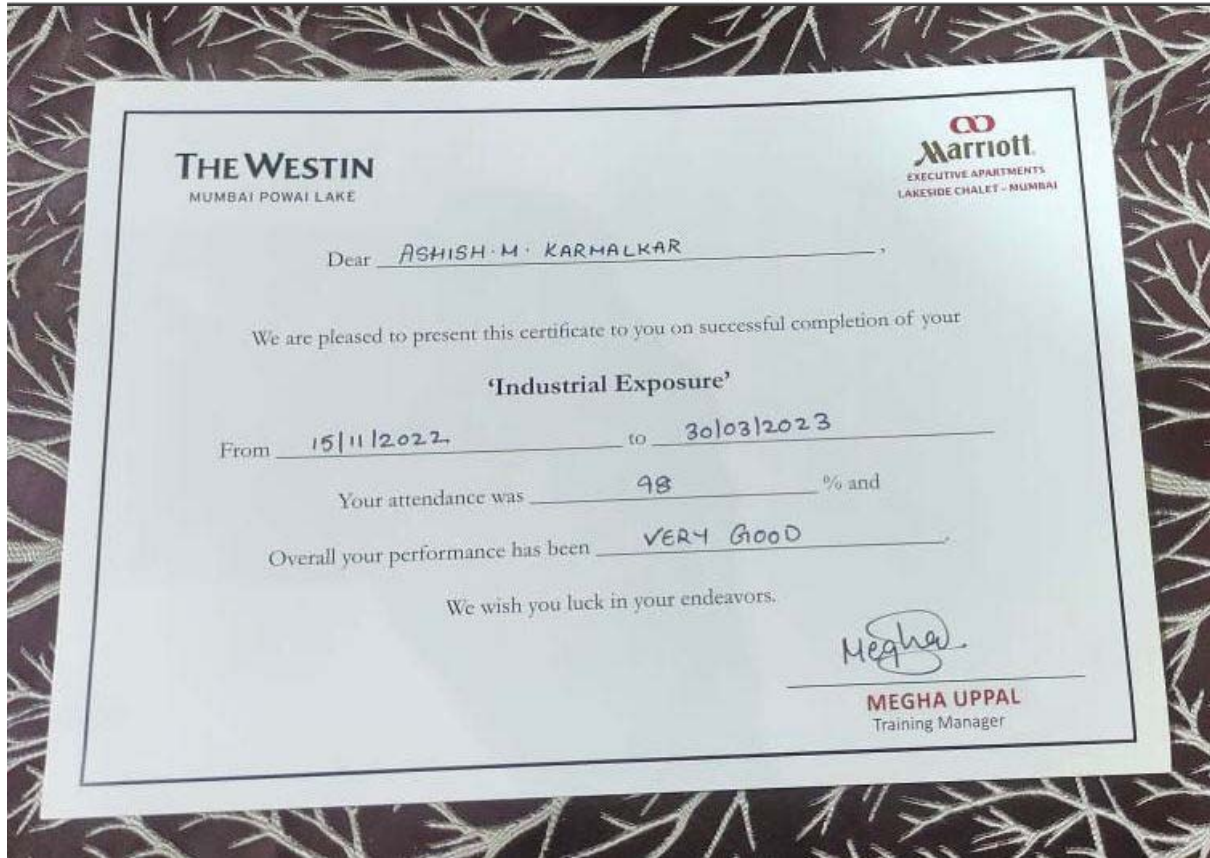 THE WESTIN
MUMBAI POWAI LAKE
Marriott
EXECUTIVE APARTMENTS
LAKESIDE CHALET - MUMBAI
Dear ASHISH. M. KARMALKAR,
We are pleased to present this certificate to you on successful completion of your
'Industrial Exposure'
From 15/11/2022 to 30/03/2023
Your attendance was 98 % and
Overall your performance has been VERY GOOD.
We wish you luck in your endeavors.
Megha
MEGHA UPPAL
Training Manager